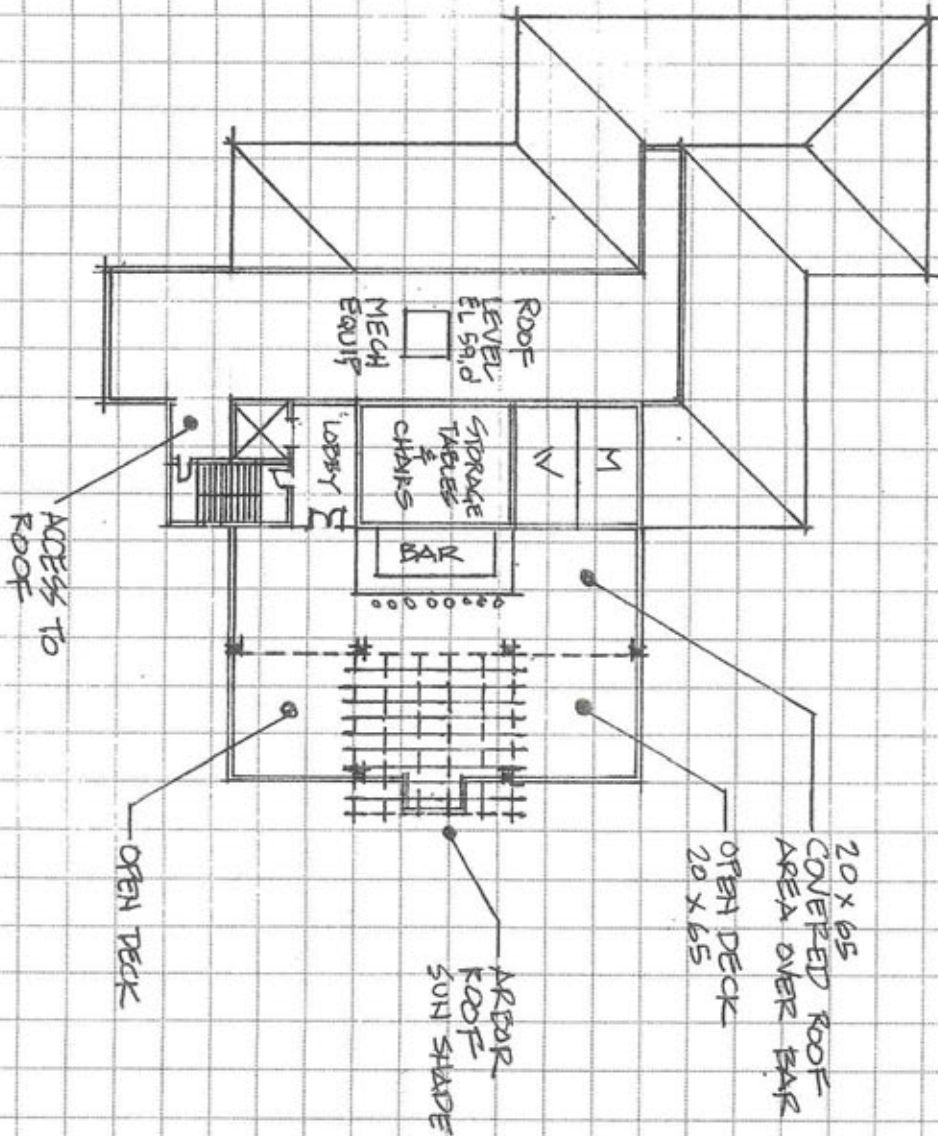 ROOF
LEVEL
EL 59.0'
MECH
EQUIP
M
W
STORAGE
TABLES
&
CHAIRS
LOBBY
BAR
ACCESS TO
ROOF
20 X 65
COVERED ROOF
AREA OVER BAR
OPEN DECK
20 X 65
ARBOR
ROOF
SUN SHADE
OPEN DECK